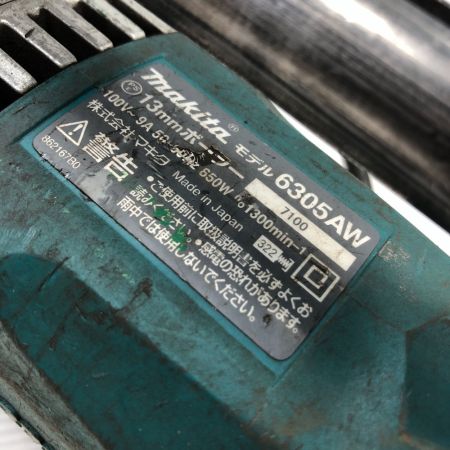 makita® モデル 6305AW
13mmボーラー
7100
100V~ 9A 50-60Hz 650W 1300min⁻¹
株式会社マキタ Made in Japan 322
862167B0
警告
・ご使用前に取扱説明書を必ずよくお
読みください。・感電の恐れがあります。
雨中では使用しないでください。